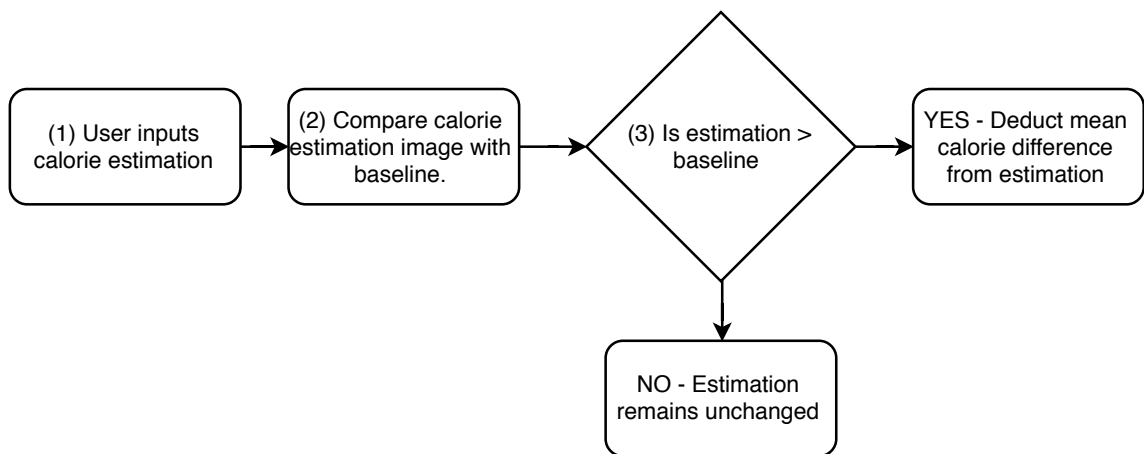 (1) User inputs
calorie estimation
(2) Compare calorie
estimation image with
baseline.
(3) Is estimation >
baseline
YES - Deduct mean
calorie difference
from estimation
NO - Estimation
remains unchanged